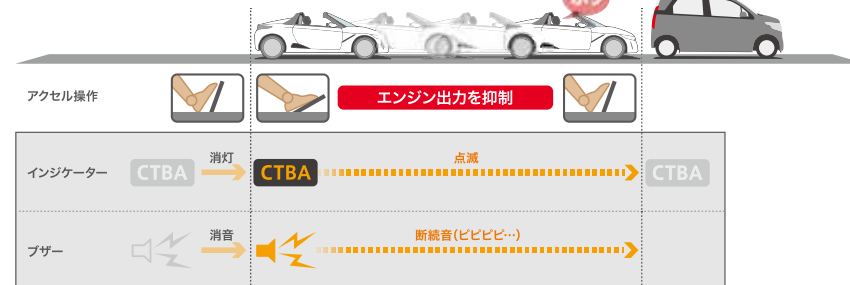 アクセル操作
エンジン出力を抑制
消灯
点滅
インジケーター
CTBA
CTBA
CTBA
消音
断続音(ピピピピ…)
ブザー